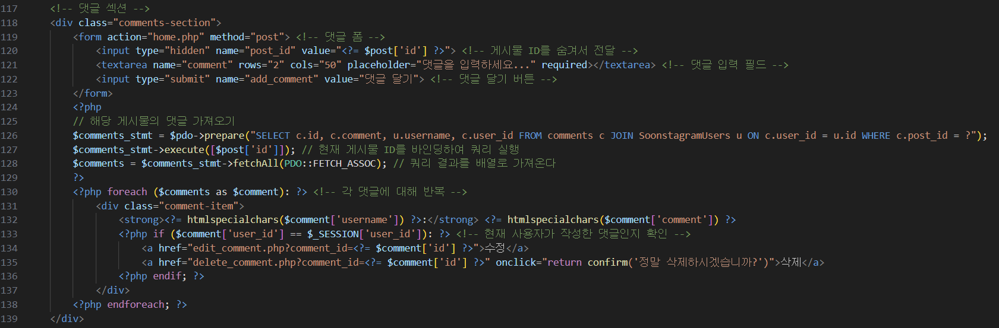 117 <!-- 댓글 섹션 -->
118 <div class="comments-section">
119 <form action="home.php" method="post"> <!-- 댓글 폼 -->
120 <input type="hidden" name="post_id" value="<?= $post['id'] ?>"> <!-- 게시물 ID를 숨겨서 전달 -->
121 <textarea name="comment" rows="2" cols="50" placeholder="댓글을 입력하세요..." required></textarea> <!-- 댓글 입력 필드 -->
122 <input type="submit" name="add_comment" value="댓글 달기"> <!-- 댓글 달기 버튼 -->
123 </form>
124 <?php
125 // 해당 게시물의 댓글 가져오기
126 $comments_stmt = $pdo->prepare("SELECT c.id, c.comment, u.username, c.user_id FROM comments c JOIN SoonstagramUsers u ON c.user_id = u.id WHERE c.post_id = ?");
127 $comments_stmt->execute([$post['id']]); // 현재 게시물 ID를 바인딩하여 쿼리 실행
128 $comments = $comments_stmt->fetchAll(PDO::FETCH_ASSOC); // 쿼리 결과를 배열로 가져온다
129 ?>
130 <?php foreach ($comments as $comment): ?> <!-- 각 댓글에 대해 반복 -->
131 <div class="comment-item">
132 <strong><?= htmlspecialchars($comment['username']) ?>:</strong> <?= htmlspecialchars($comment['comment']) ?>
133 <?php if ($comment['user_id'] == $_SESSION['user_id']): ?> <!-- 현재 사용자가 작성한 댓글인지 확인 -->
134 <a href="edit_comment.php?comment_id=<?= $comment['id'] ?>">수정</a>
135 <a href="delete_comment.php?comment_id=<?= $comment['id'] ?>" onclick="return confirm('정말 삭제하시겠습니까?')">삭제</a>
136 <?php endif; ?>
137 </div>
138 <?php endforeach; ?>
139 </div>